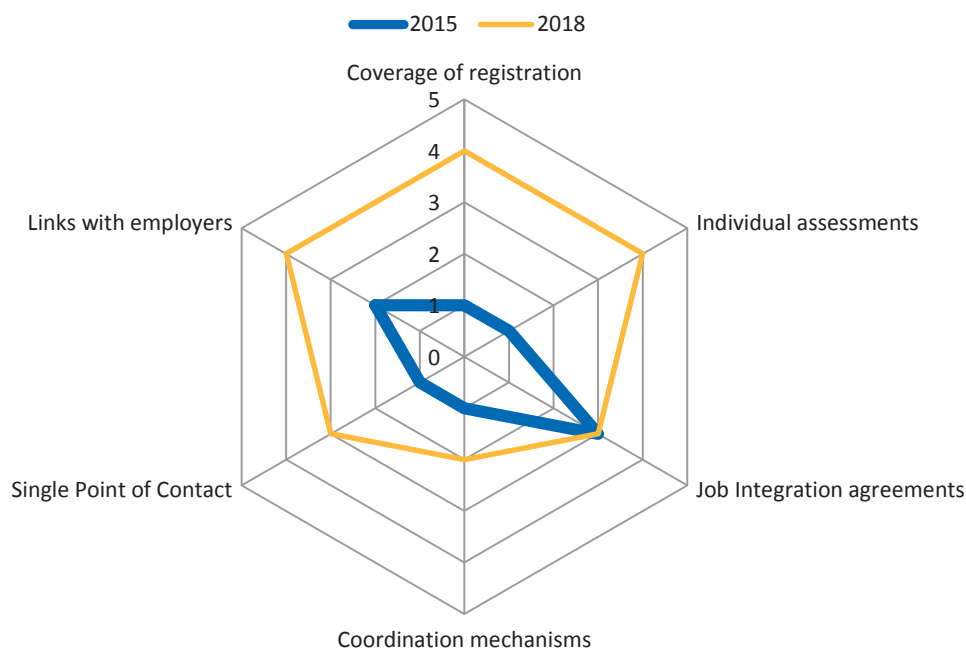 2015 2018
Coverage of registration
5
4
3
Links with employers Individual assessments
2
1
0
Single Point of Contact Job Integration agreements
Coordination mechanisms